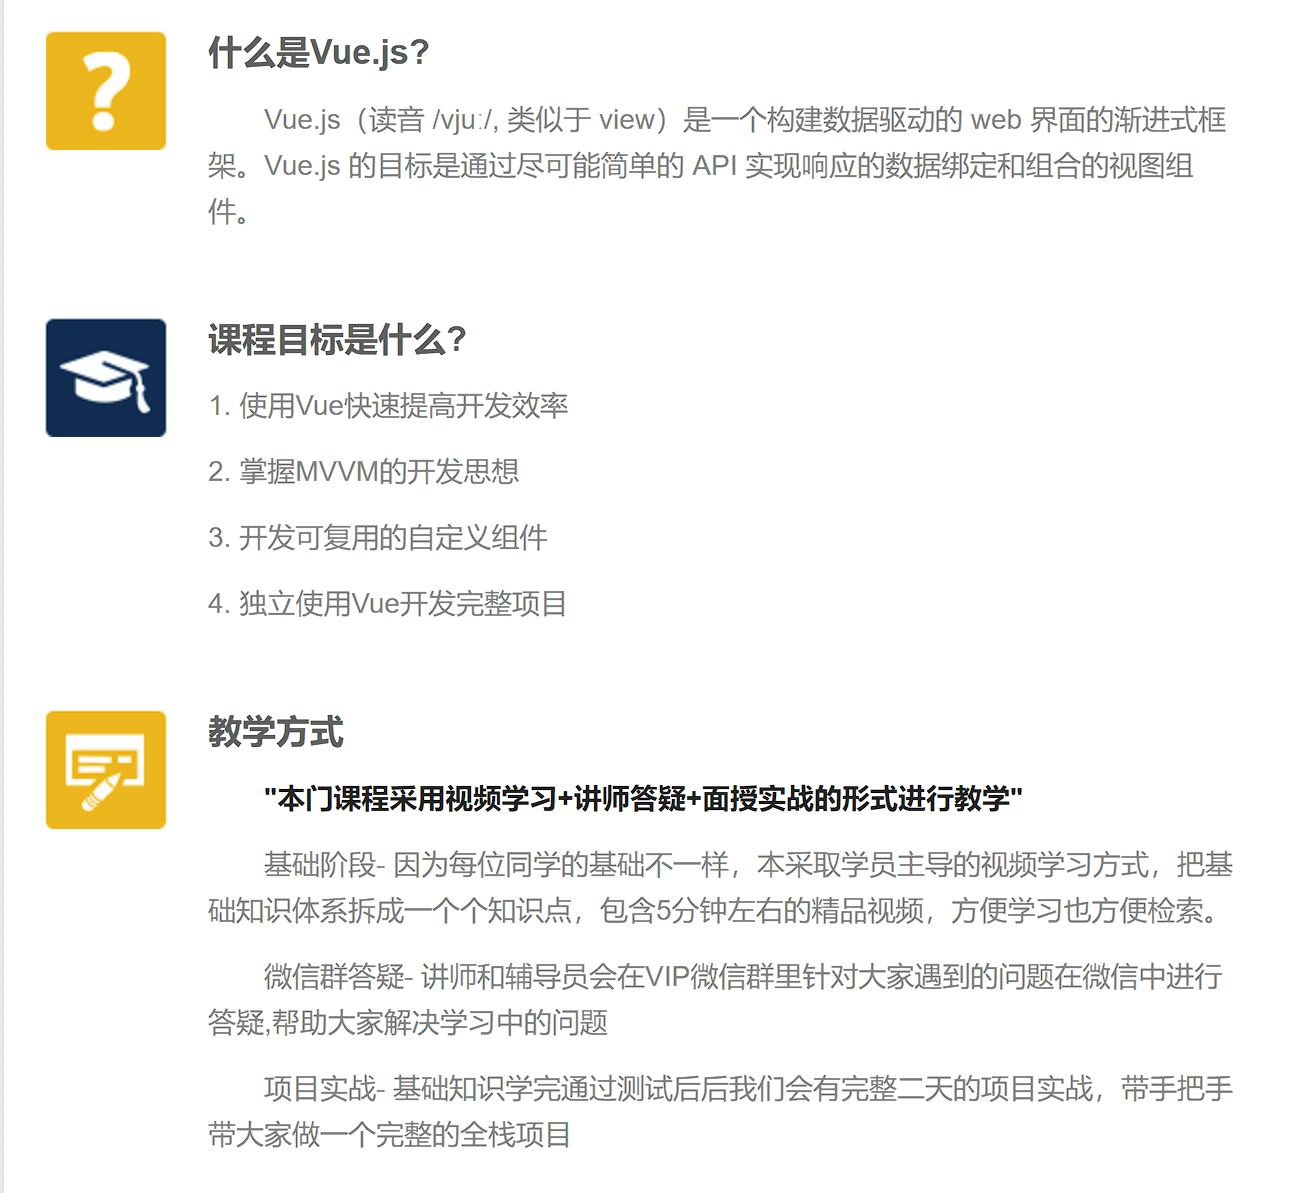 什么是Vue.js?
Vue.js（读音 /vjuː/, 类似于 view）是一个构建数据驱动的 web 界面的渐进式框
架。Vue.js 的目标是通过尽可能简单的 API 实现响应的数据绑定和组合的视图组
件。
课程目标是什么?
1. 使用Vue快速提高开发效率
2. 掌握MVVM的开发思想
3. 开发可复用的自定义组件
4. 独立使用Vue开发完整项目
教学方式
"本门课程采用视频学习+讲师答疑+面授实战的形式进行教学"
基础阶段- 因为每位同学的基础不一样，本采取学员主导的视频学习方式，把基
础知识体系拆成一个个知识点，包含5分钟左右的精品视频，方便学习也方便检索。
微信群答疑- 讲师和辅导员会在VIP微信群里针对大家遇到的问题在微信中进行
答疑,帮助大家解决学习中的问题
项目实战- 基础知识学完通过测试后后我们会有完整二天的项目实战，带手把手
带大家做一个完整的全栈项目